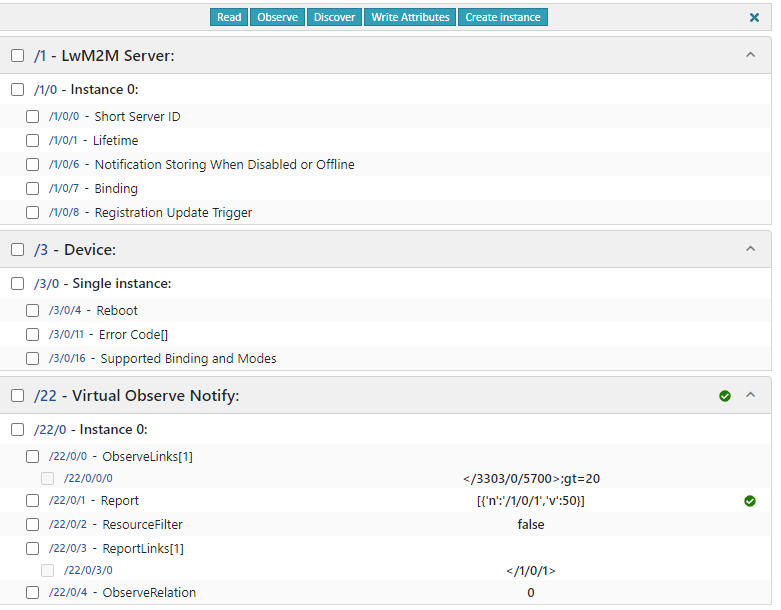 Read Observe Discover Write Attributes Create instance
/1 - LwM2M Server:
/1/0 - Instance 0:
/1/0/0 - Short Server ID
/1/0/1 - Lifetime
/1/0/6 - Notification Storing When Disabled or Offline
/1/0/7 - Binding
/1/0/8 - Registration Update Trigger
/3 - Device:
/3/0 - Single instance:
/3/0/4 - Reboot
/3/0/11 - Error Code[]
/3/0/16 - Supported Binding and Modes
/22 - Virtual Observe Notify:
/22/0 - Instance 0:
/22/0/0 - ObserveLinks[1]
/22/0/0/0 </3303/0/5700>;gt=20
/22/0/1 - Report [{'n':'/1/0/1','v':50}]
/22/0/2 - ResourceFilter false
/22/0/3 - ReportLinks[1]
/22/0/3/0 </1/0/1>
/22/0/4 - ObserveRelation 0